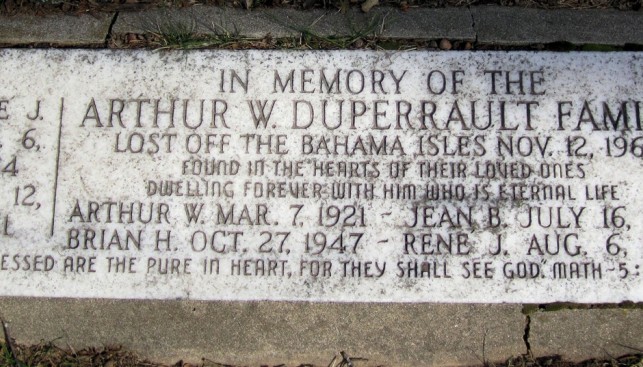 IN MEMORY OF THE
ARTHUR W. DUPERRAULT FAMI
LOST OFF THE BAHAMA ISLES NOV. 12, 196
FOUND IN THE HEARTS OF THEIR LOVED ONES
DWELLING FOREVER WITH HIM WHO IS ETERNAL LIFE
ARTHUR W. MAR. 7, 1921 - JEAN B. JULY 16,
BRIAN H. OCT. 27, 1947 - RENE J. AUG. 6,
ESSED ARE THE PURE IN HEART, FOR THEY SHALL SEE GOD." MATH-5:
E J.
6,
4
12,